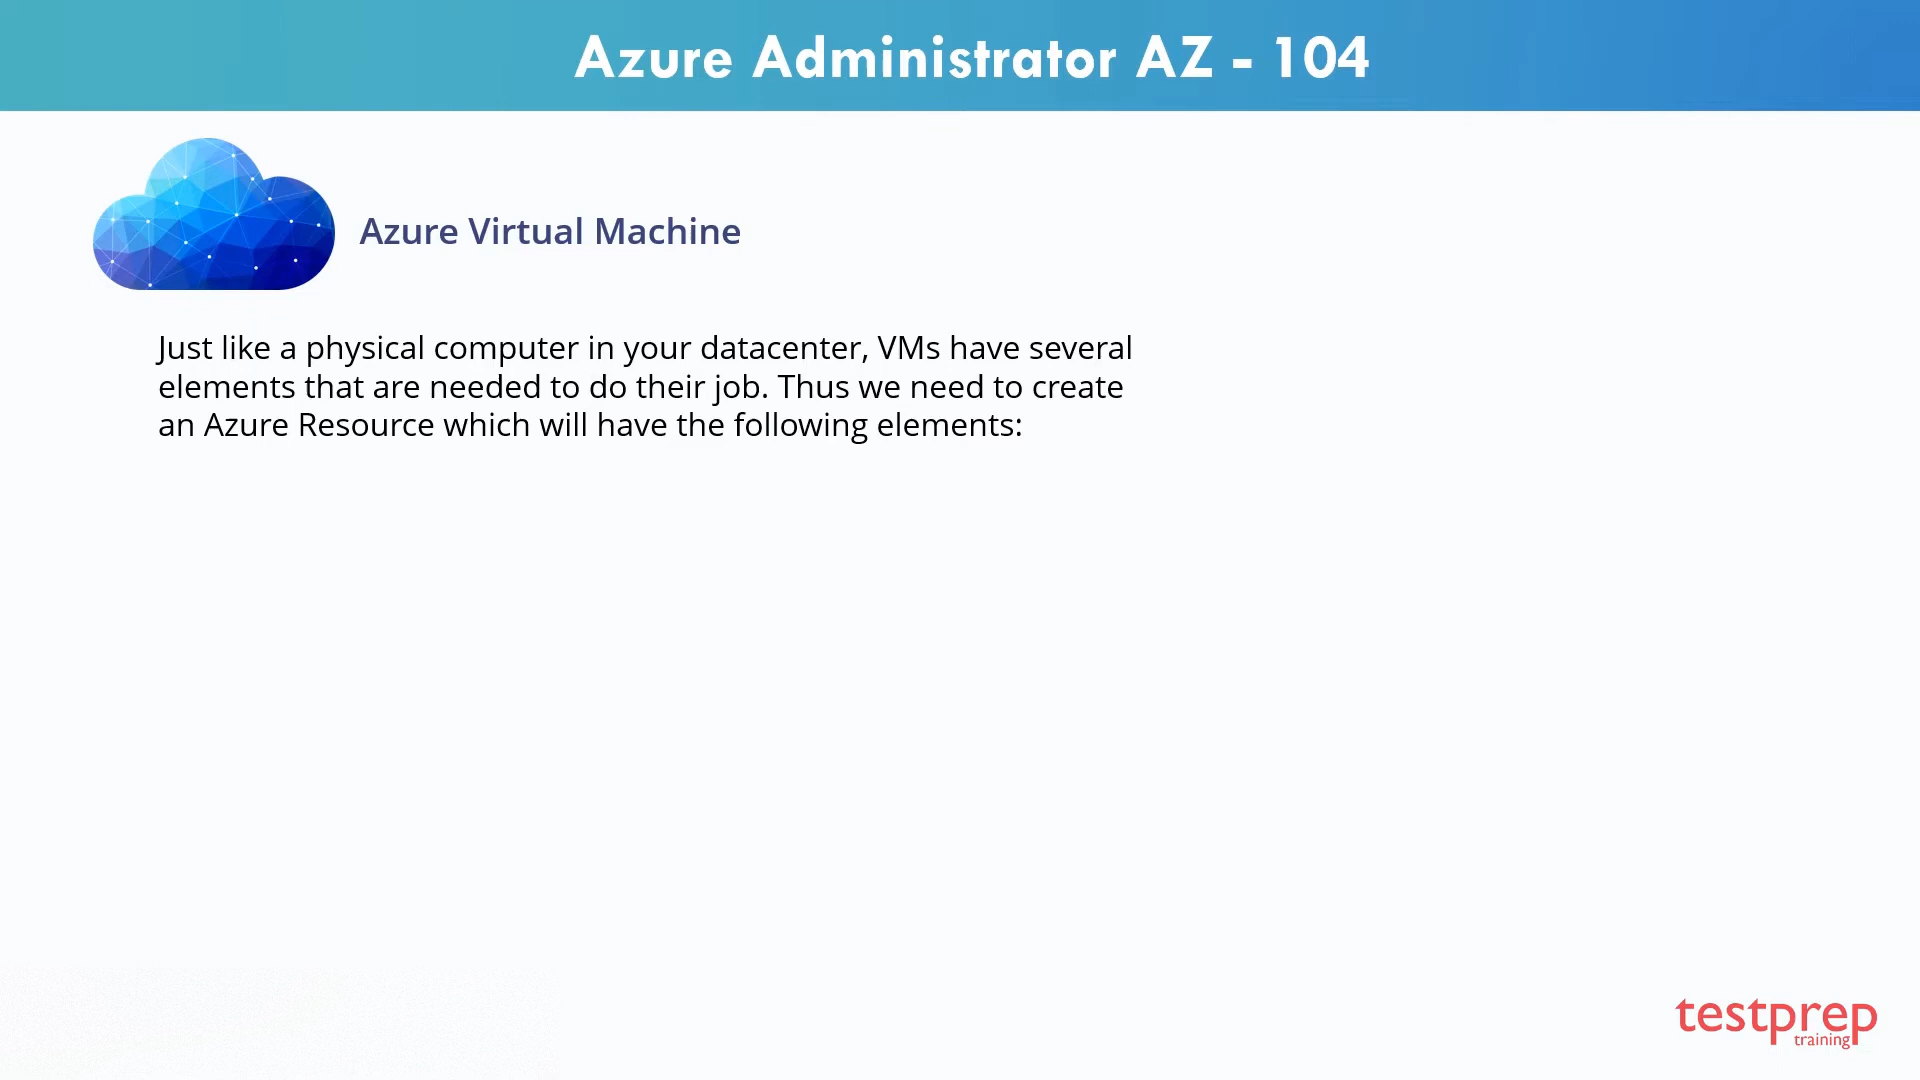 Azure Administrator AZ - 104
Azure Virtual Machine
Just like a physical computer in your datacenter, VMs have several
elements that are needed to do their job. Thus we need to create
an Azure Resource which will have the following elements:
testprep
training